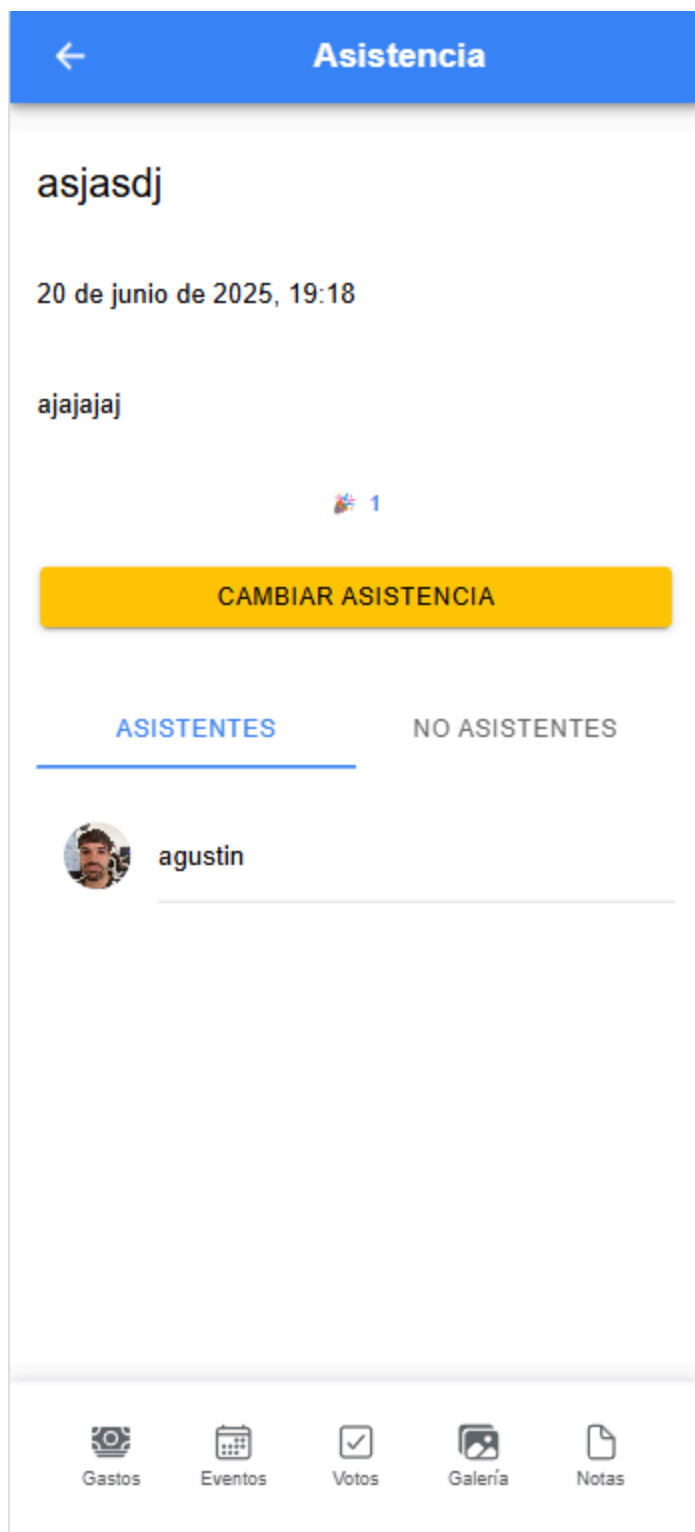 Asistencia
asjasdj
20 de junio de 2025, 19:18
ajajajaj
🎉 1
CAMBIAR ASISTENCIA
ASISTENTES NO ASISTENTES
agustin
Gastos Eventos Votos Galería Notas